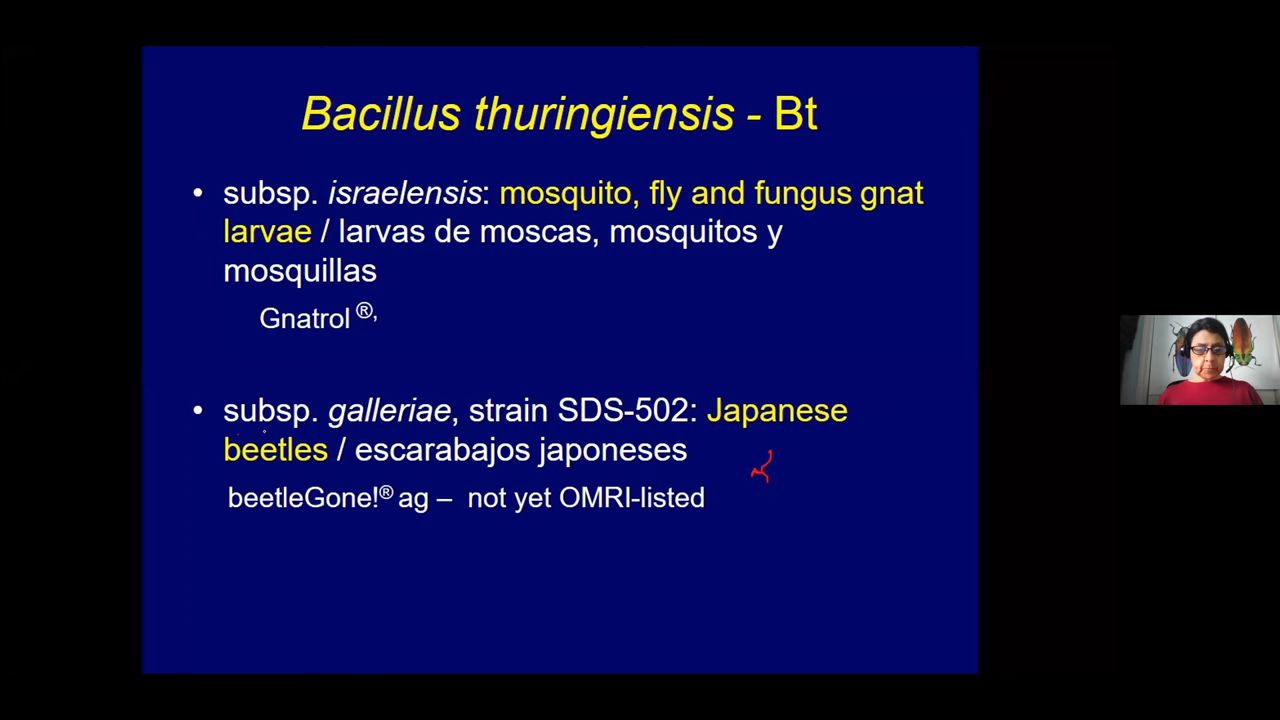 Bacillus thuringiensis - Bt
• subsp. israelensis: mosquito, fly and fungus gnat
larvae / larvas de moscas, mosquitos y
mosquillas
Gnatrol ®,
• subsp. galleriae, strain SDS-502: Japanese
beetles / escarabajos japoneses
beetleGone!® ag – not yet OMRI-listed